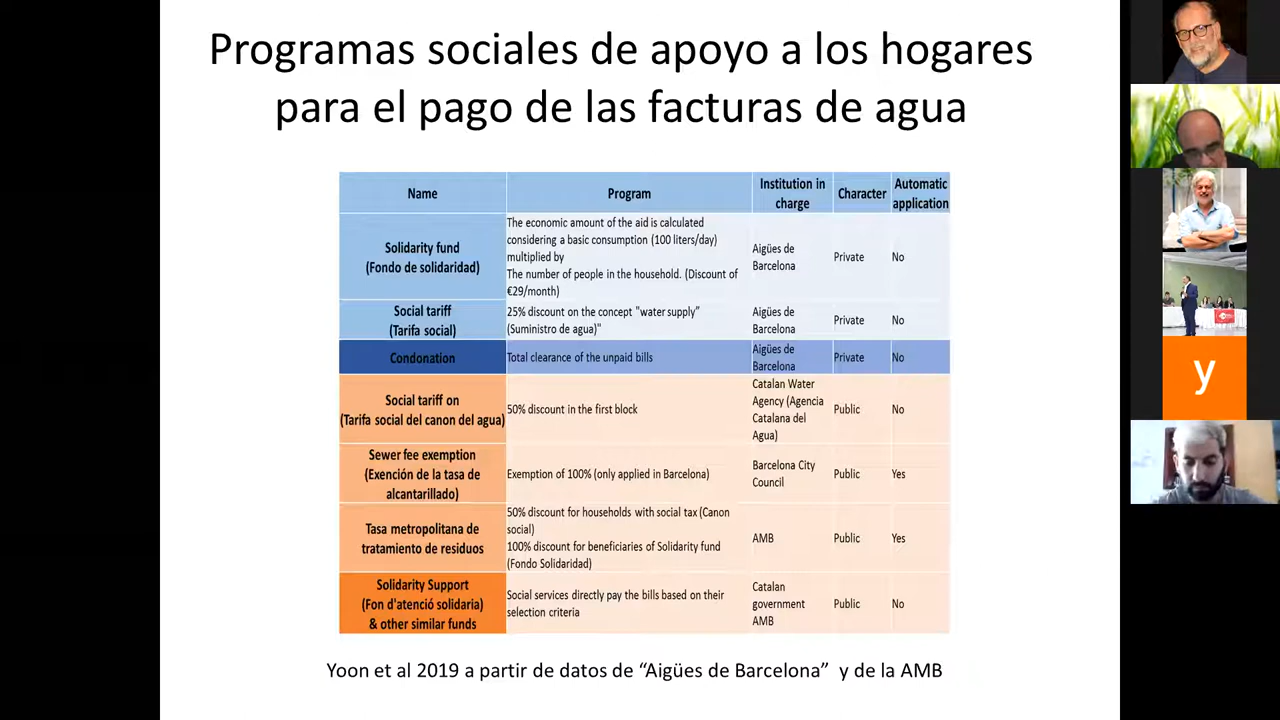 Programas sociales de apoyo a los hogares
para el pago de las facturas de agua
Name
Program
Institution in
charge
Character
Automatic
application
Solidarity fund
(Fondo de solidaridad)
The economic amount of the aid is calculated
considering a basic consumption (100 liters/day)
multiplied by
The number of people in the household. (Discount of
€29/month)
Aigües de
Barcelona
Private
No
Social tariff
(Tarifa social)
25% discount on the concept "water supply"
(Suministro de agua)"
Aigües de
Barcelona
Private
No
Condonation
Total clearance of the unpaid bills
Aigües de
Barcelona
Private
No
Social tariff on
(Tarifa social del canon del agua)
50% discount in the first block
Catalan Water
Agency (Agencia
Catalana del
Agua)
Public
No
Sewer fee exemption
(Exención de la tasa de
alcantarillado)
Exemption of 100% (only applied in Barcelona)
Barcelona City
Council
Public
Yes
Tasa metropolitana de
tratamiento de residuos
50% discount for households with social tax (Canon
social)
100% discount for beneficiaries of Solidarity fund
(Fondo Solidaridad)
AMB
Public
Yes
Solidarity Support
(Fon d'atenció solidaria)
& other similar funds
Social services directly pay the bills based on their
selection criteria
Catalan
government
AMB
Public
No
Yoon et al 2019 a partir de datos de “Aigües de Barcelona” y de la AMB
y